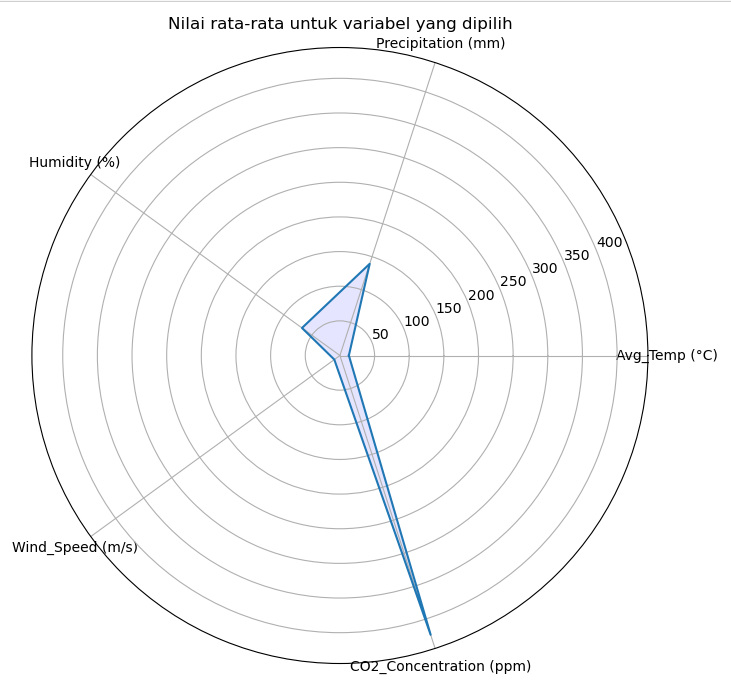 Nilai rata-rata untuk variabel yang dipilih
Precipitation (mm)
Humidity (%)
400
350
300
250
200
150
100
50
Avg_Temp (°C)
Wind_Speed (m/s)
CO2_Concentration (ppm)